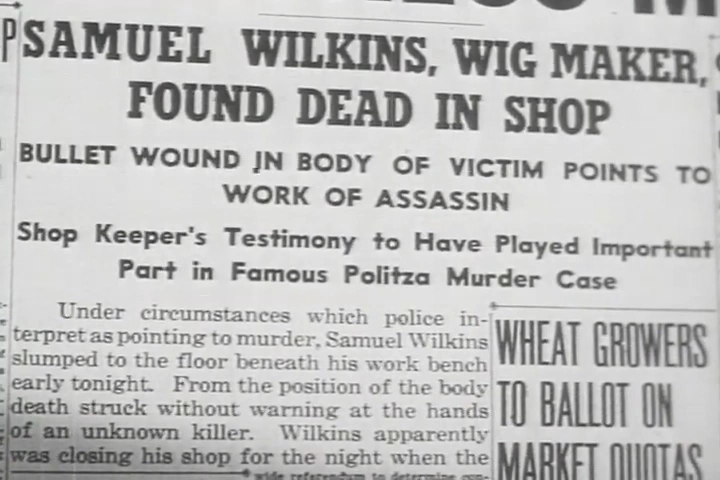 SAMUEL WILKINS, WIG MAKER,
FOUND DEAD IN SHOP
BULLET WOUND IN BODY OF VICTIM POINTS TO
WORK OF ASSASSIN
Shop Keeper's Testimony to Have Played Important
Part in Famous Politza Murder Case
Under circumstances which police in-
terpret as pointing to murder, Samuel Wilkins
slumped to the floor beneath his work bench
early tonight. From the position of the body
death struck without warning at the hands
of an unknown killer. Wilkins apparently
was closing his shop for the night when the
WHEAT GROWERS
TO BALLOT ON
MARKET QUOTAS